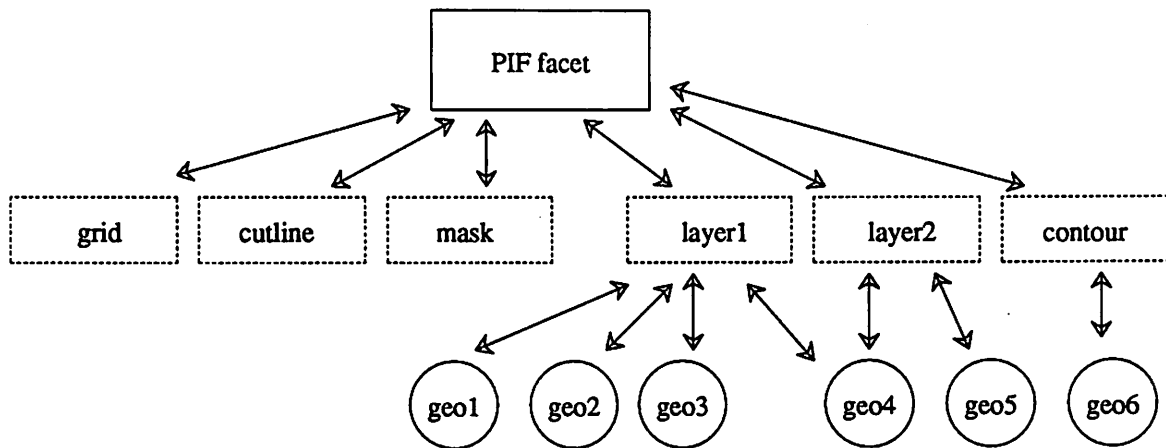 PIF facet
grid cutline mask layer1 layer2 contour
geo1 geo2 geo3 geo4 geo5 geo6